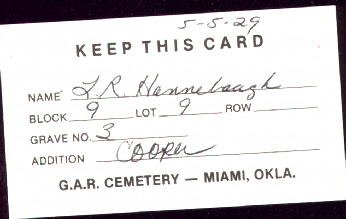 5-5-29
KEEP THIS CARD
NAME L R Hannebaugh
BLOCK 9 LOT 9 ROW
GRAVE NO. 3
ADDITION Cooper
G.A.R. CEMETERY — MIAMI, OKLA.